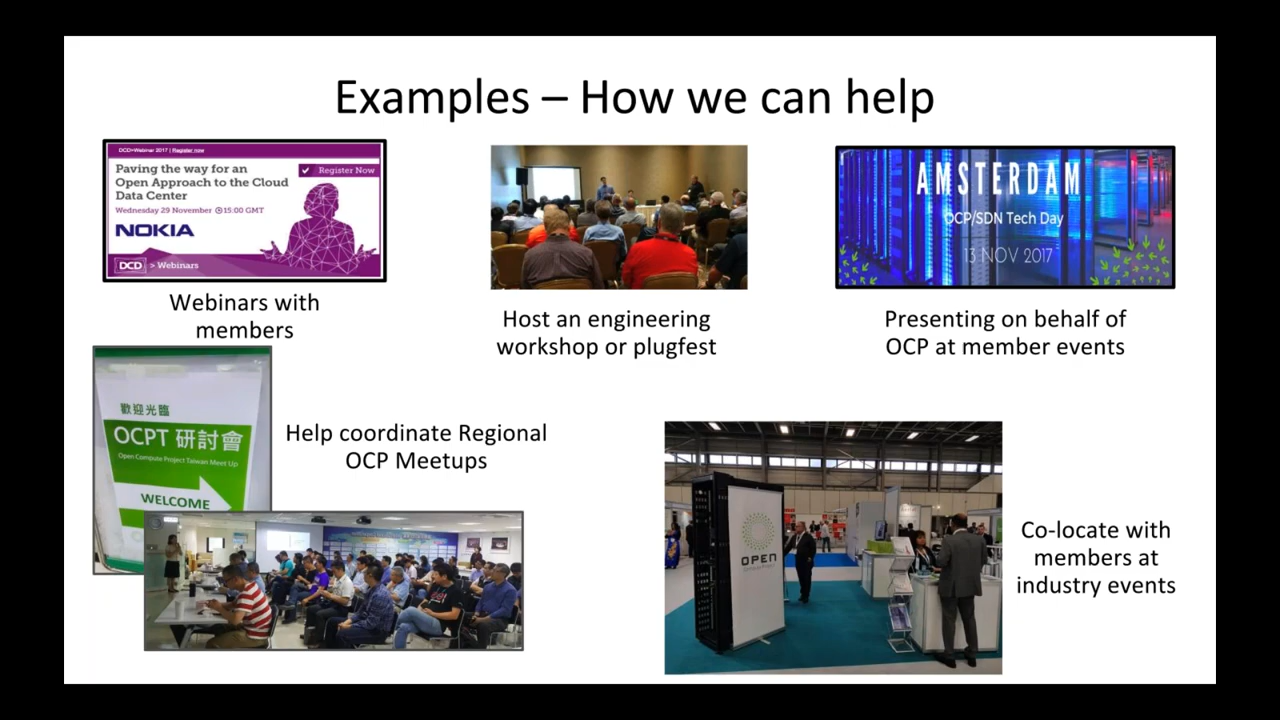 Examples – How we can help
DCD>Webinar 2017 | Register now
Paving the way for an
Open Approach to the Cloud
Data Center
Register Now
Wednesday 29 November 15:00 GMT
NOKIA
DCD > Webinars
Webinars with
members
Host an engineering
workshop or plugfest
AMSTERDAM
OCP/SDN Tech Day
13 NOV 2017
Presenting on behalf of
OCP at member events
歡迎光臨
OCPT 研討會
Open Compute Project Taiwan Meet Up
WELCOME
Help coordinate Regional
OCP Meetups
OPEN
Co-locate with
members at
industry events